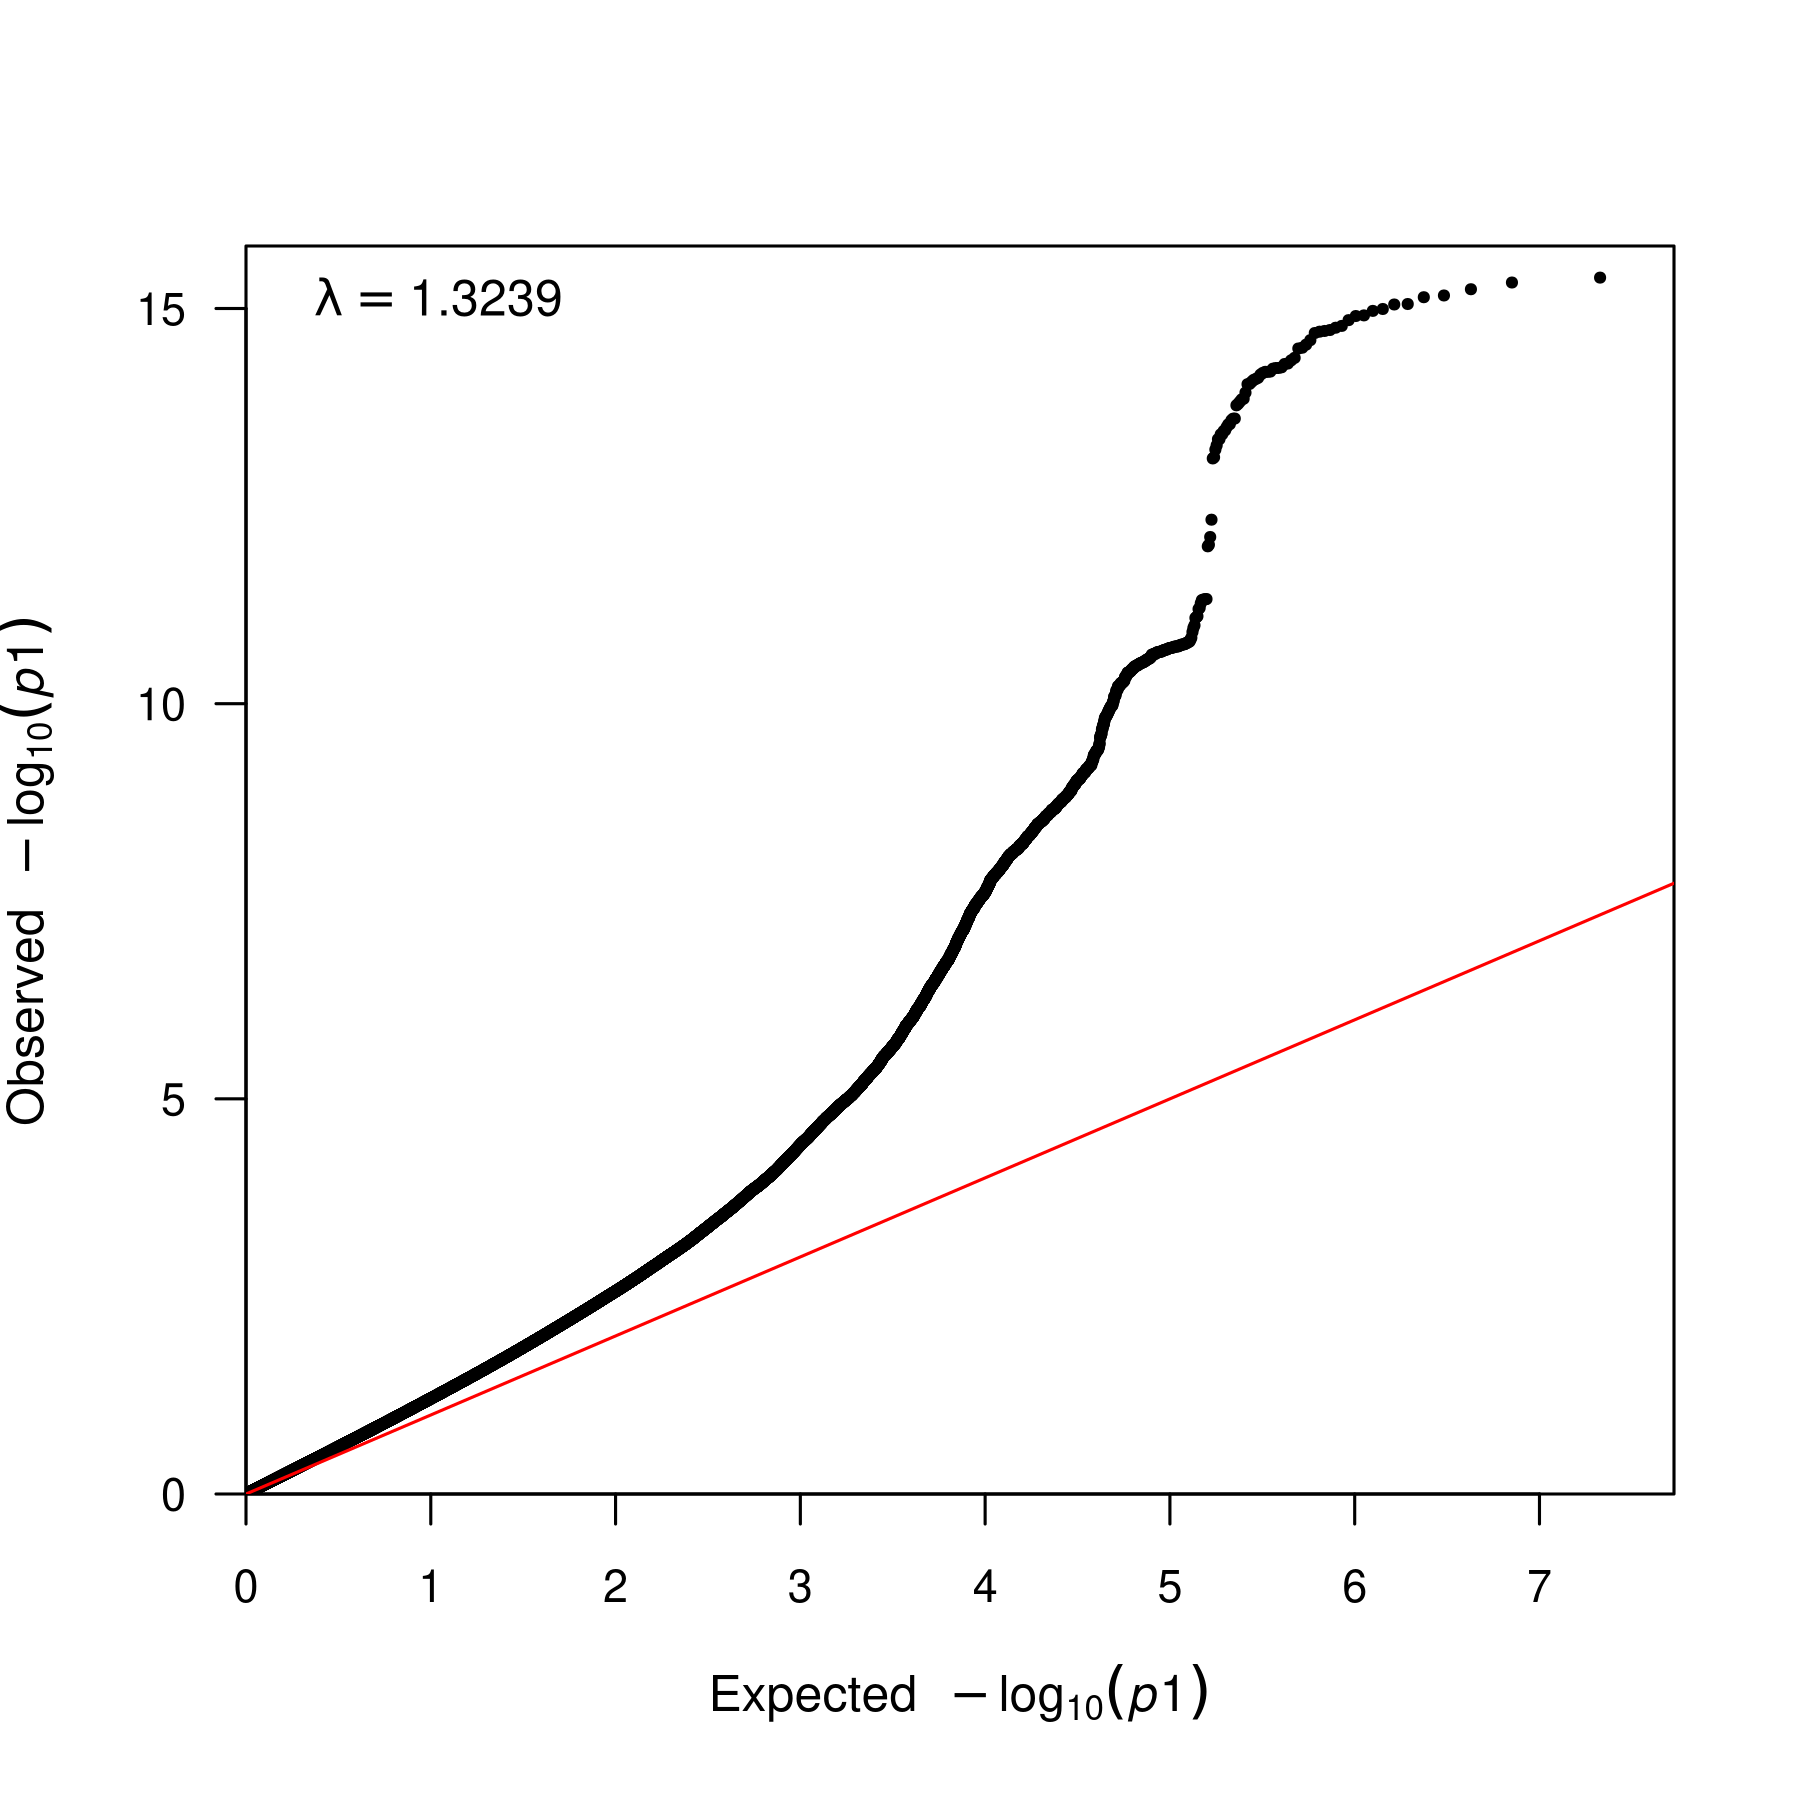 λ = 1.3239
15
10
5
0
Observed −log10(p1)
0 1 2 3 4 5 6 7
Expected −log10(p1)